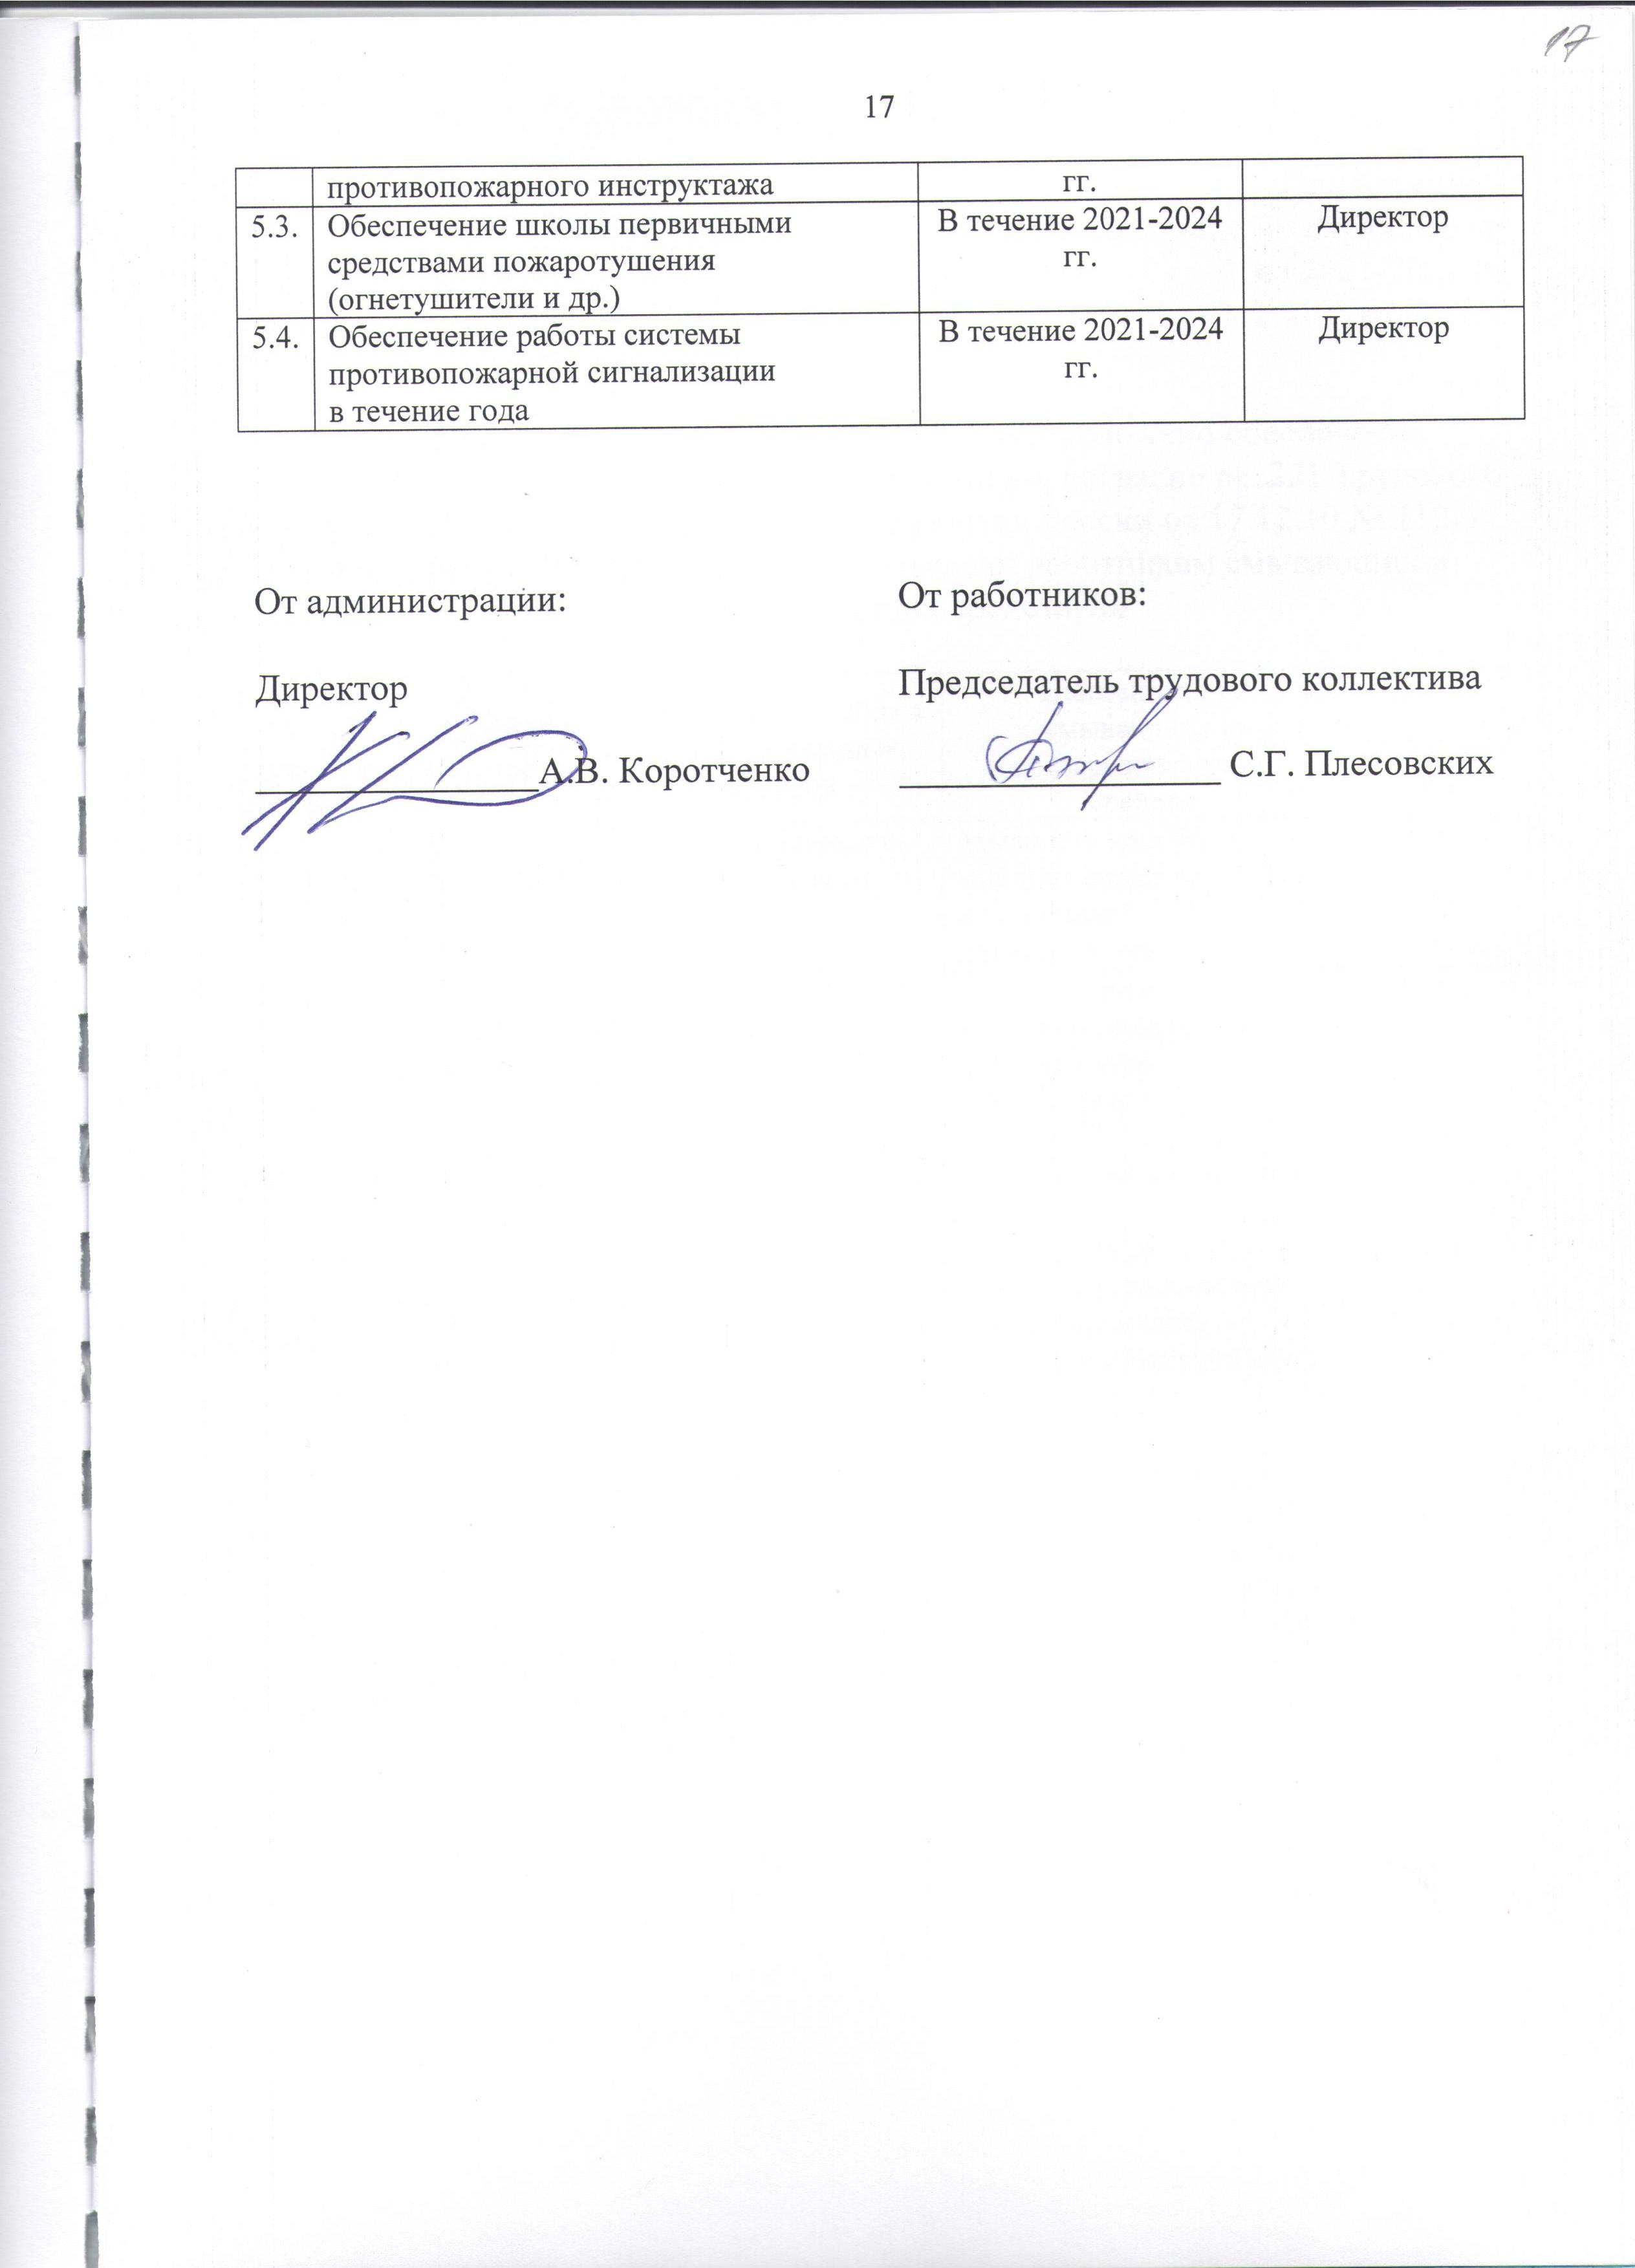 17
17
противопожарного инструктажа гг.
5.3. Обеспечение школы первичными В течение 2021-2024 Директор
средствами пожаротушения гг.
(огнетушители и др.)
5.4. Обеспечение работы системы В течение 2021-2024 Директор
противопожарной сигнализации гг.
в течение года
От администрации: От работников:
Директор Председатель трудового коллектива
А.В. Коротченко С.Г. Плесовских